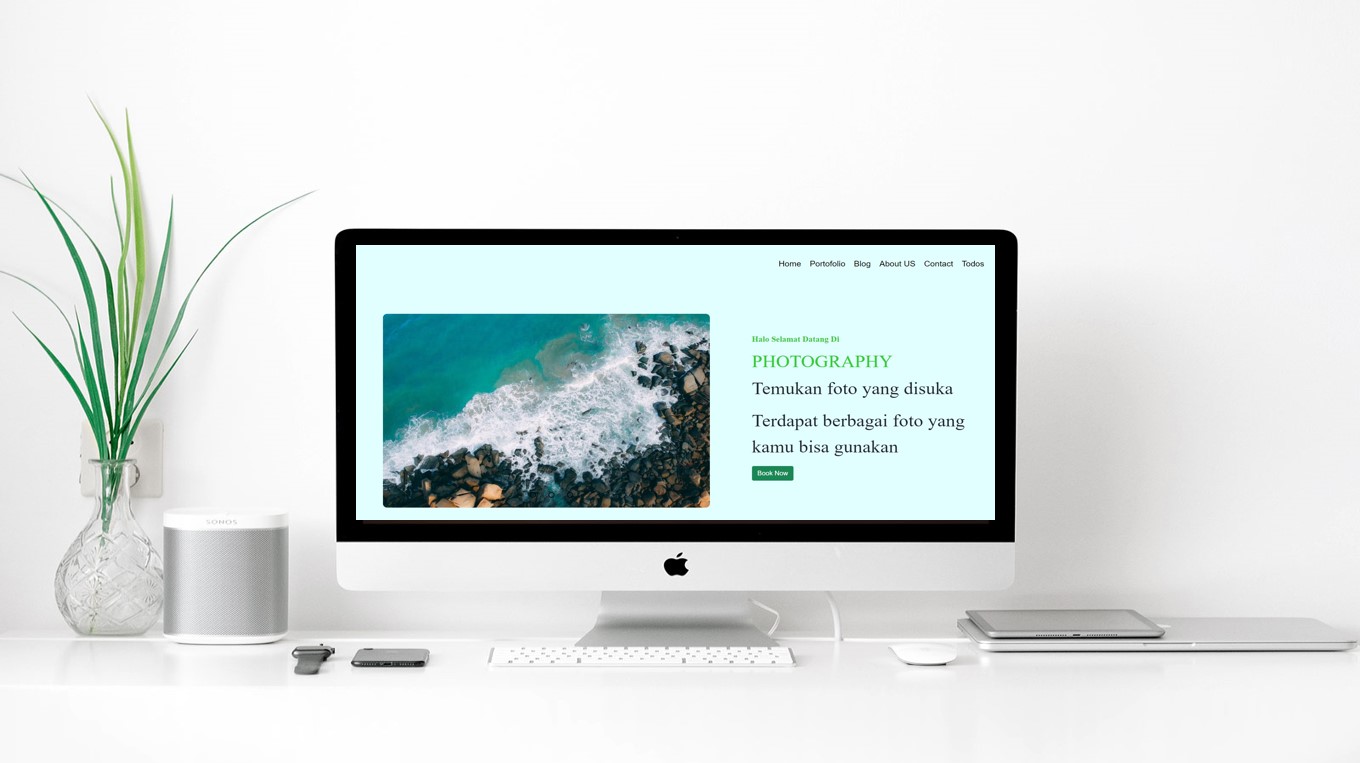 Home Portofolio Blog About US Contact Todos
Halo Selamat Datang Di
PHOTOGRAPHY
Temukan foto yang disuka
Terdapat berbagai foto yang
kamu bisa gunakan
Book Now
SONOS